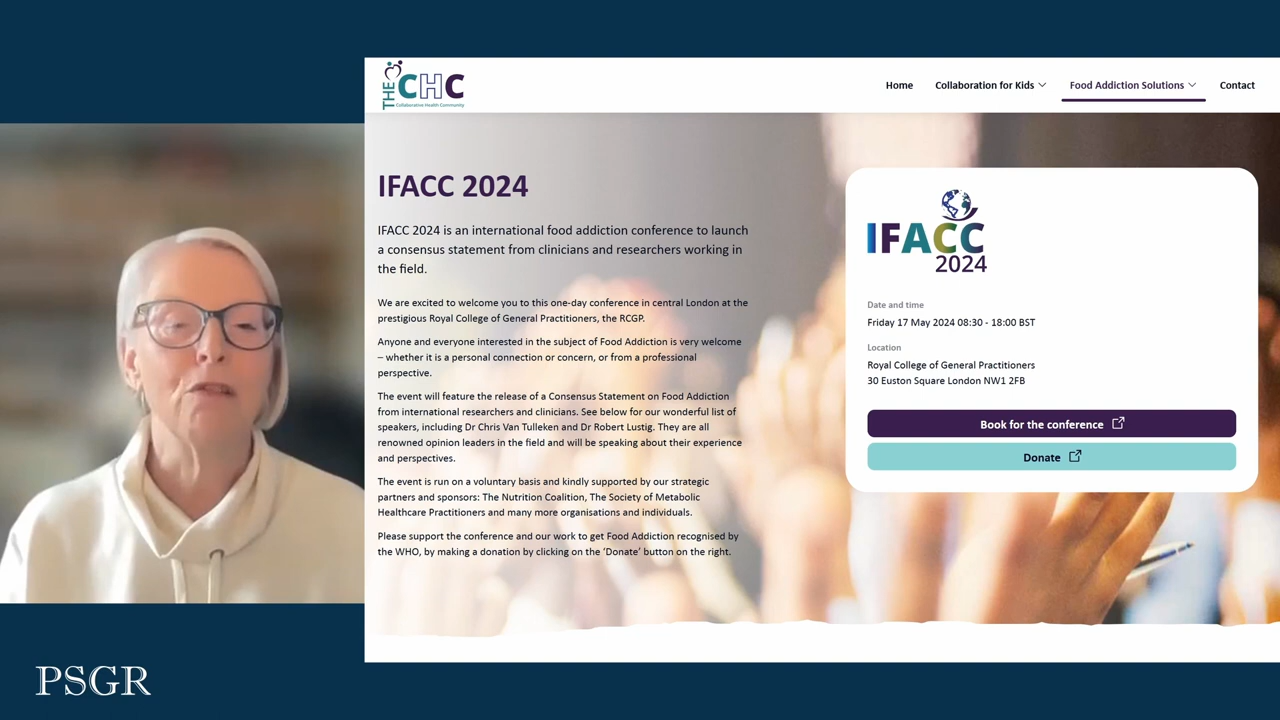 THE CHC
Collaborative Health Community
Home
Collaboration for Kids
Food Addiction Solutions
Contact
IFACC 2024
IFACC 2024 is an international food addiction conference to launch
a consensus statement from clinicians and researchers working in
the field.
We are excited to welcome you to this one-day conference in central London at the
prestigious Royal College of General Practitioners, the RCGP.
Anyone and everyone interested in the subject of Food Addiction is very welcome
– whether it is a personal connection or concern, or from a professional
perspective.
The event will feature the release of a Consensus Statement on Food Addiction
from international researchers and clinicians. See below for our wonderful list of
speakers, including Dr Chris Van Tulleken and Dr Robert Lustig. They are all
renowned opinion leaders in the field and will be speaking about their experience
and perspectives.
The event is run on a voluntary basis and kindly supported by our strategic
partners and sponsors: The Nutrition Coalition, The Society of Metabolic
Healthcare Practitioners and many more organisations and individuals.
Please support the conference and our work to get Food Addiction recognised by
the WHO, by making a donation by clicking on the ‘Donate’ button on the right.
IFACC
2024
Date and time
Friday 17 May 2024 08:30 - 18:00 BST
Location
Royal College of General Practitioners
30 Euston Square London NW1 2FB
Book for the conference
Donate
PSGR